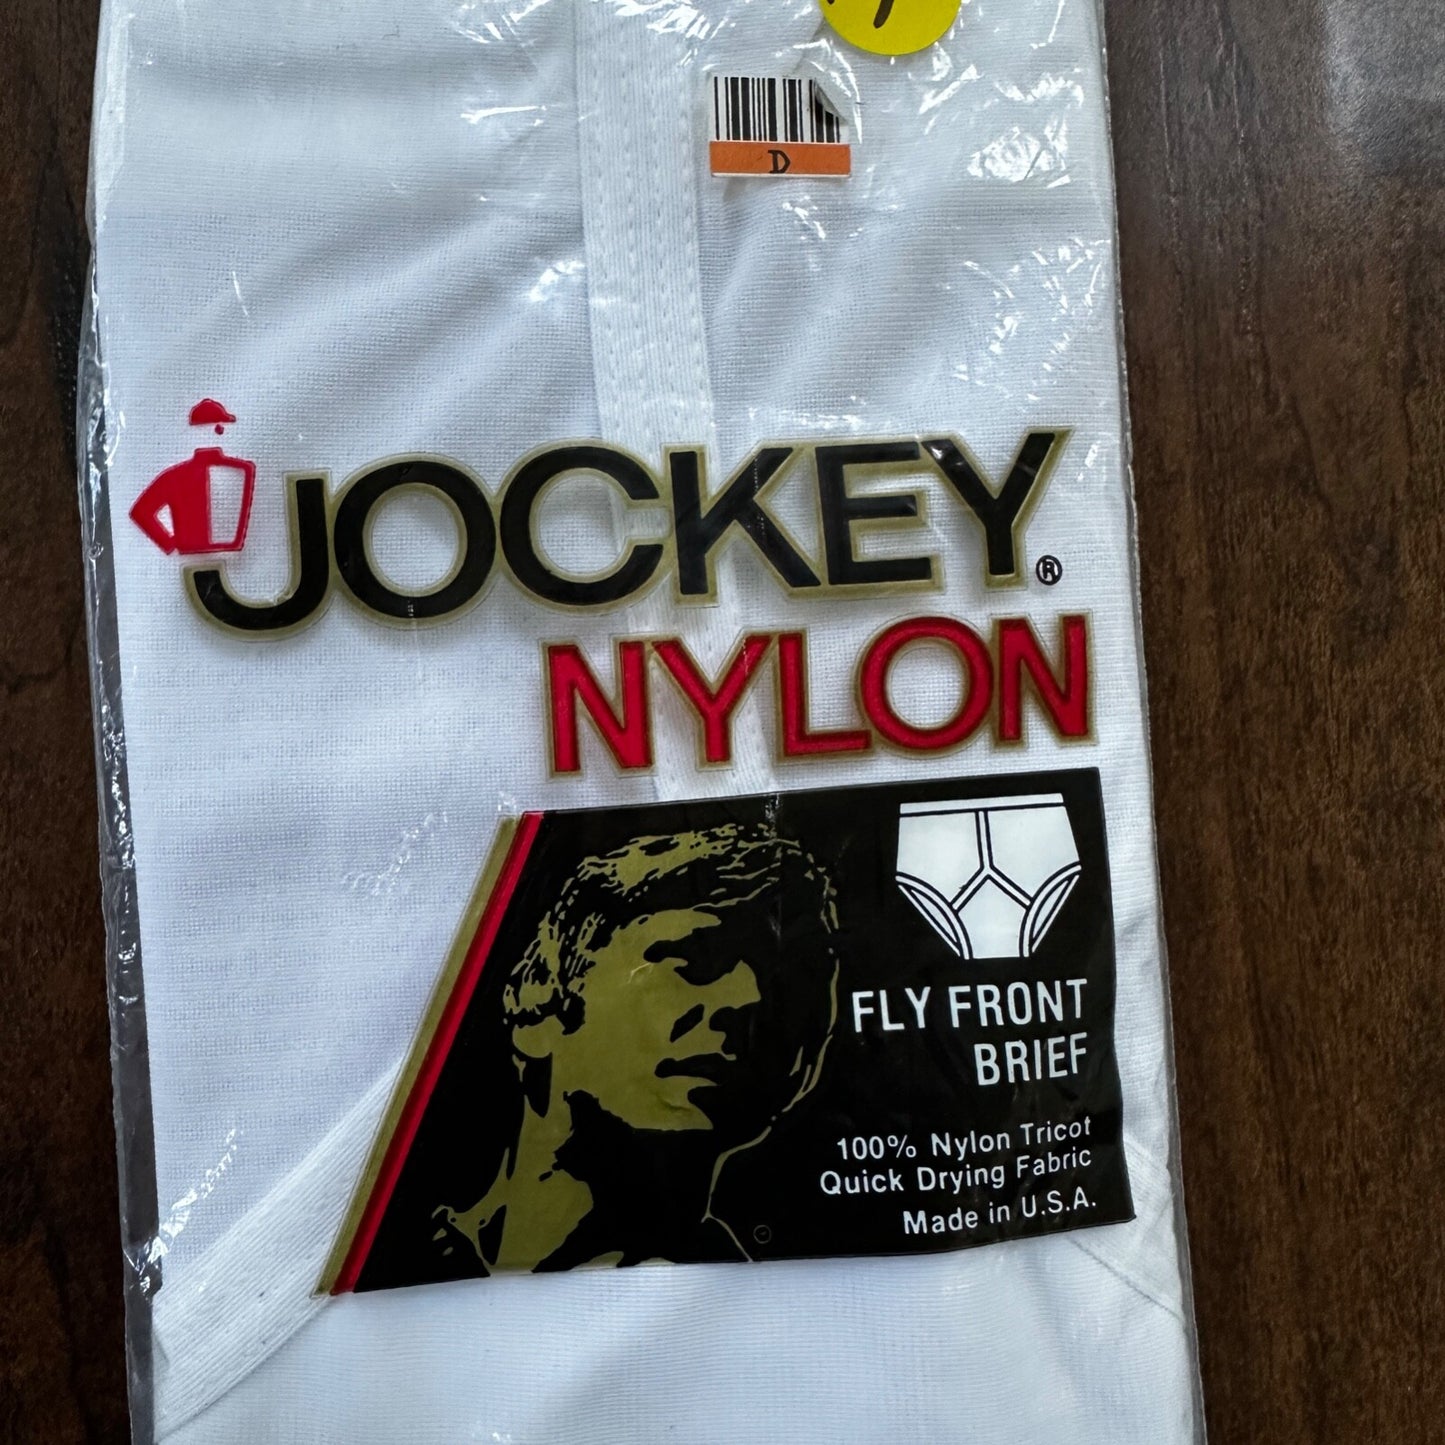 D
JOCKEY®
NYLON
FLY FRONT
BRIEF
100% Nylon Tricot
Quick Drying Fabric
Made in U.S.A.